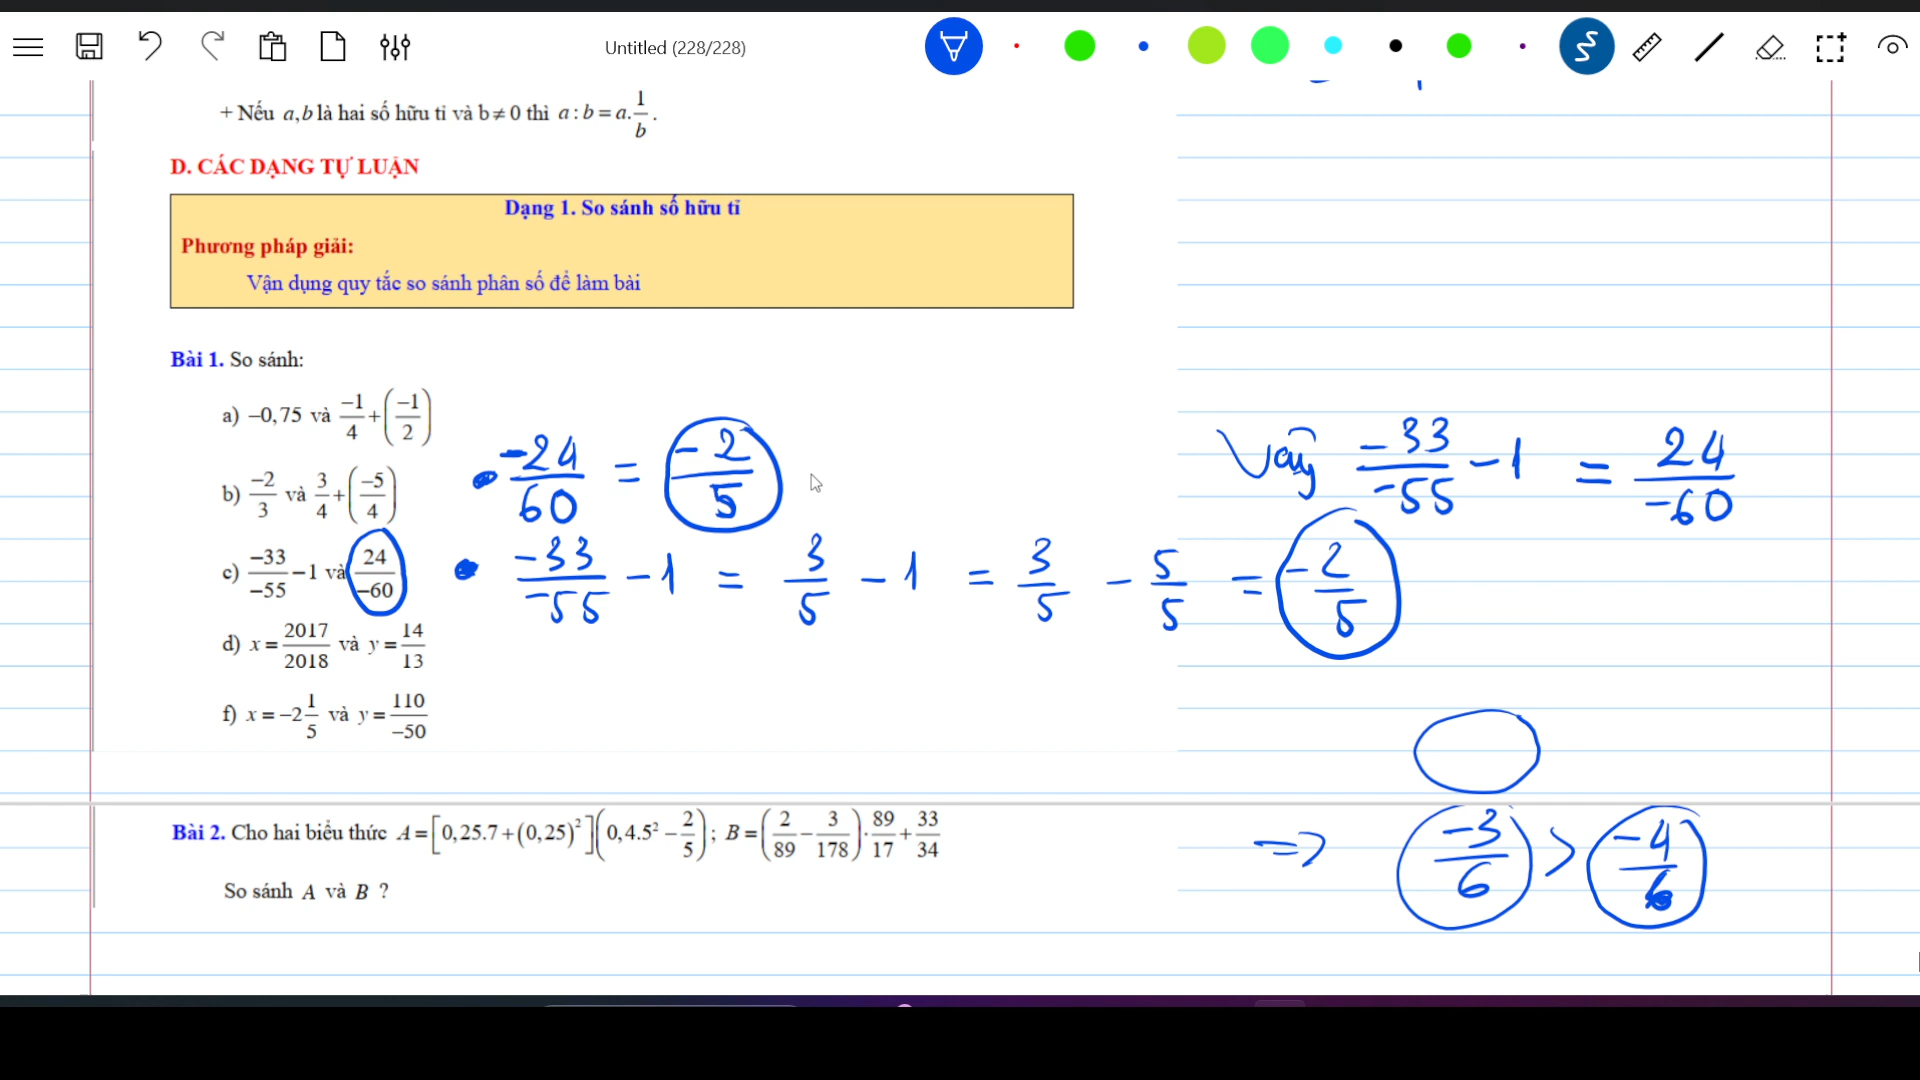 Untitled (228/228)
+ Nếu a,b là hai số hữu tỉ và b ≠ 0 thì a : b = a.1/b .
D. CÁC DẠNG TỰ LUẬN
Dạng 1. So sánh số hữu tỉ
Phương pháp giải:
Vận dụng quy tắc so sánh phân số để làm bài
Bài 1. So sánh:
a) −0,75 và −1/4 + (−1/2)
b) −2/3 và 3/4 + (−5/4)
-24/60 = -2/5
Vậy -33/-55 - 1 = 24/-60
c) −33/−55 − 1 và 24/−60
-33/-55 - 1 = 3/5 - 1 = 3/5 - 5/5 = -2/5
d) x = 2017/2018 và y = 14/13
f) x = −2 1/5 và y = 110/−50
Bài 2. Cho hai biểu thức A = [0,25.7 + (0,25)²](0,4.5² − 2/5); B = (2/89 − 3/178).89/17 + 33/34
=> -3/6 > -4/6
So sánh A và B ?